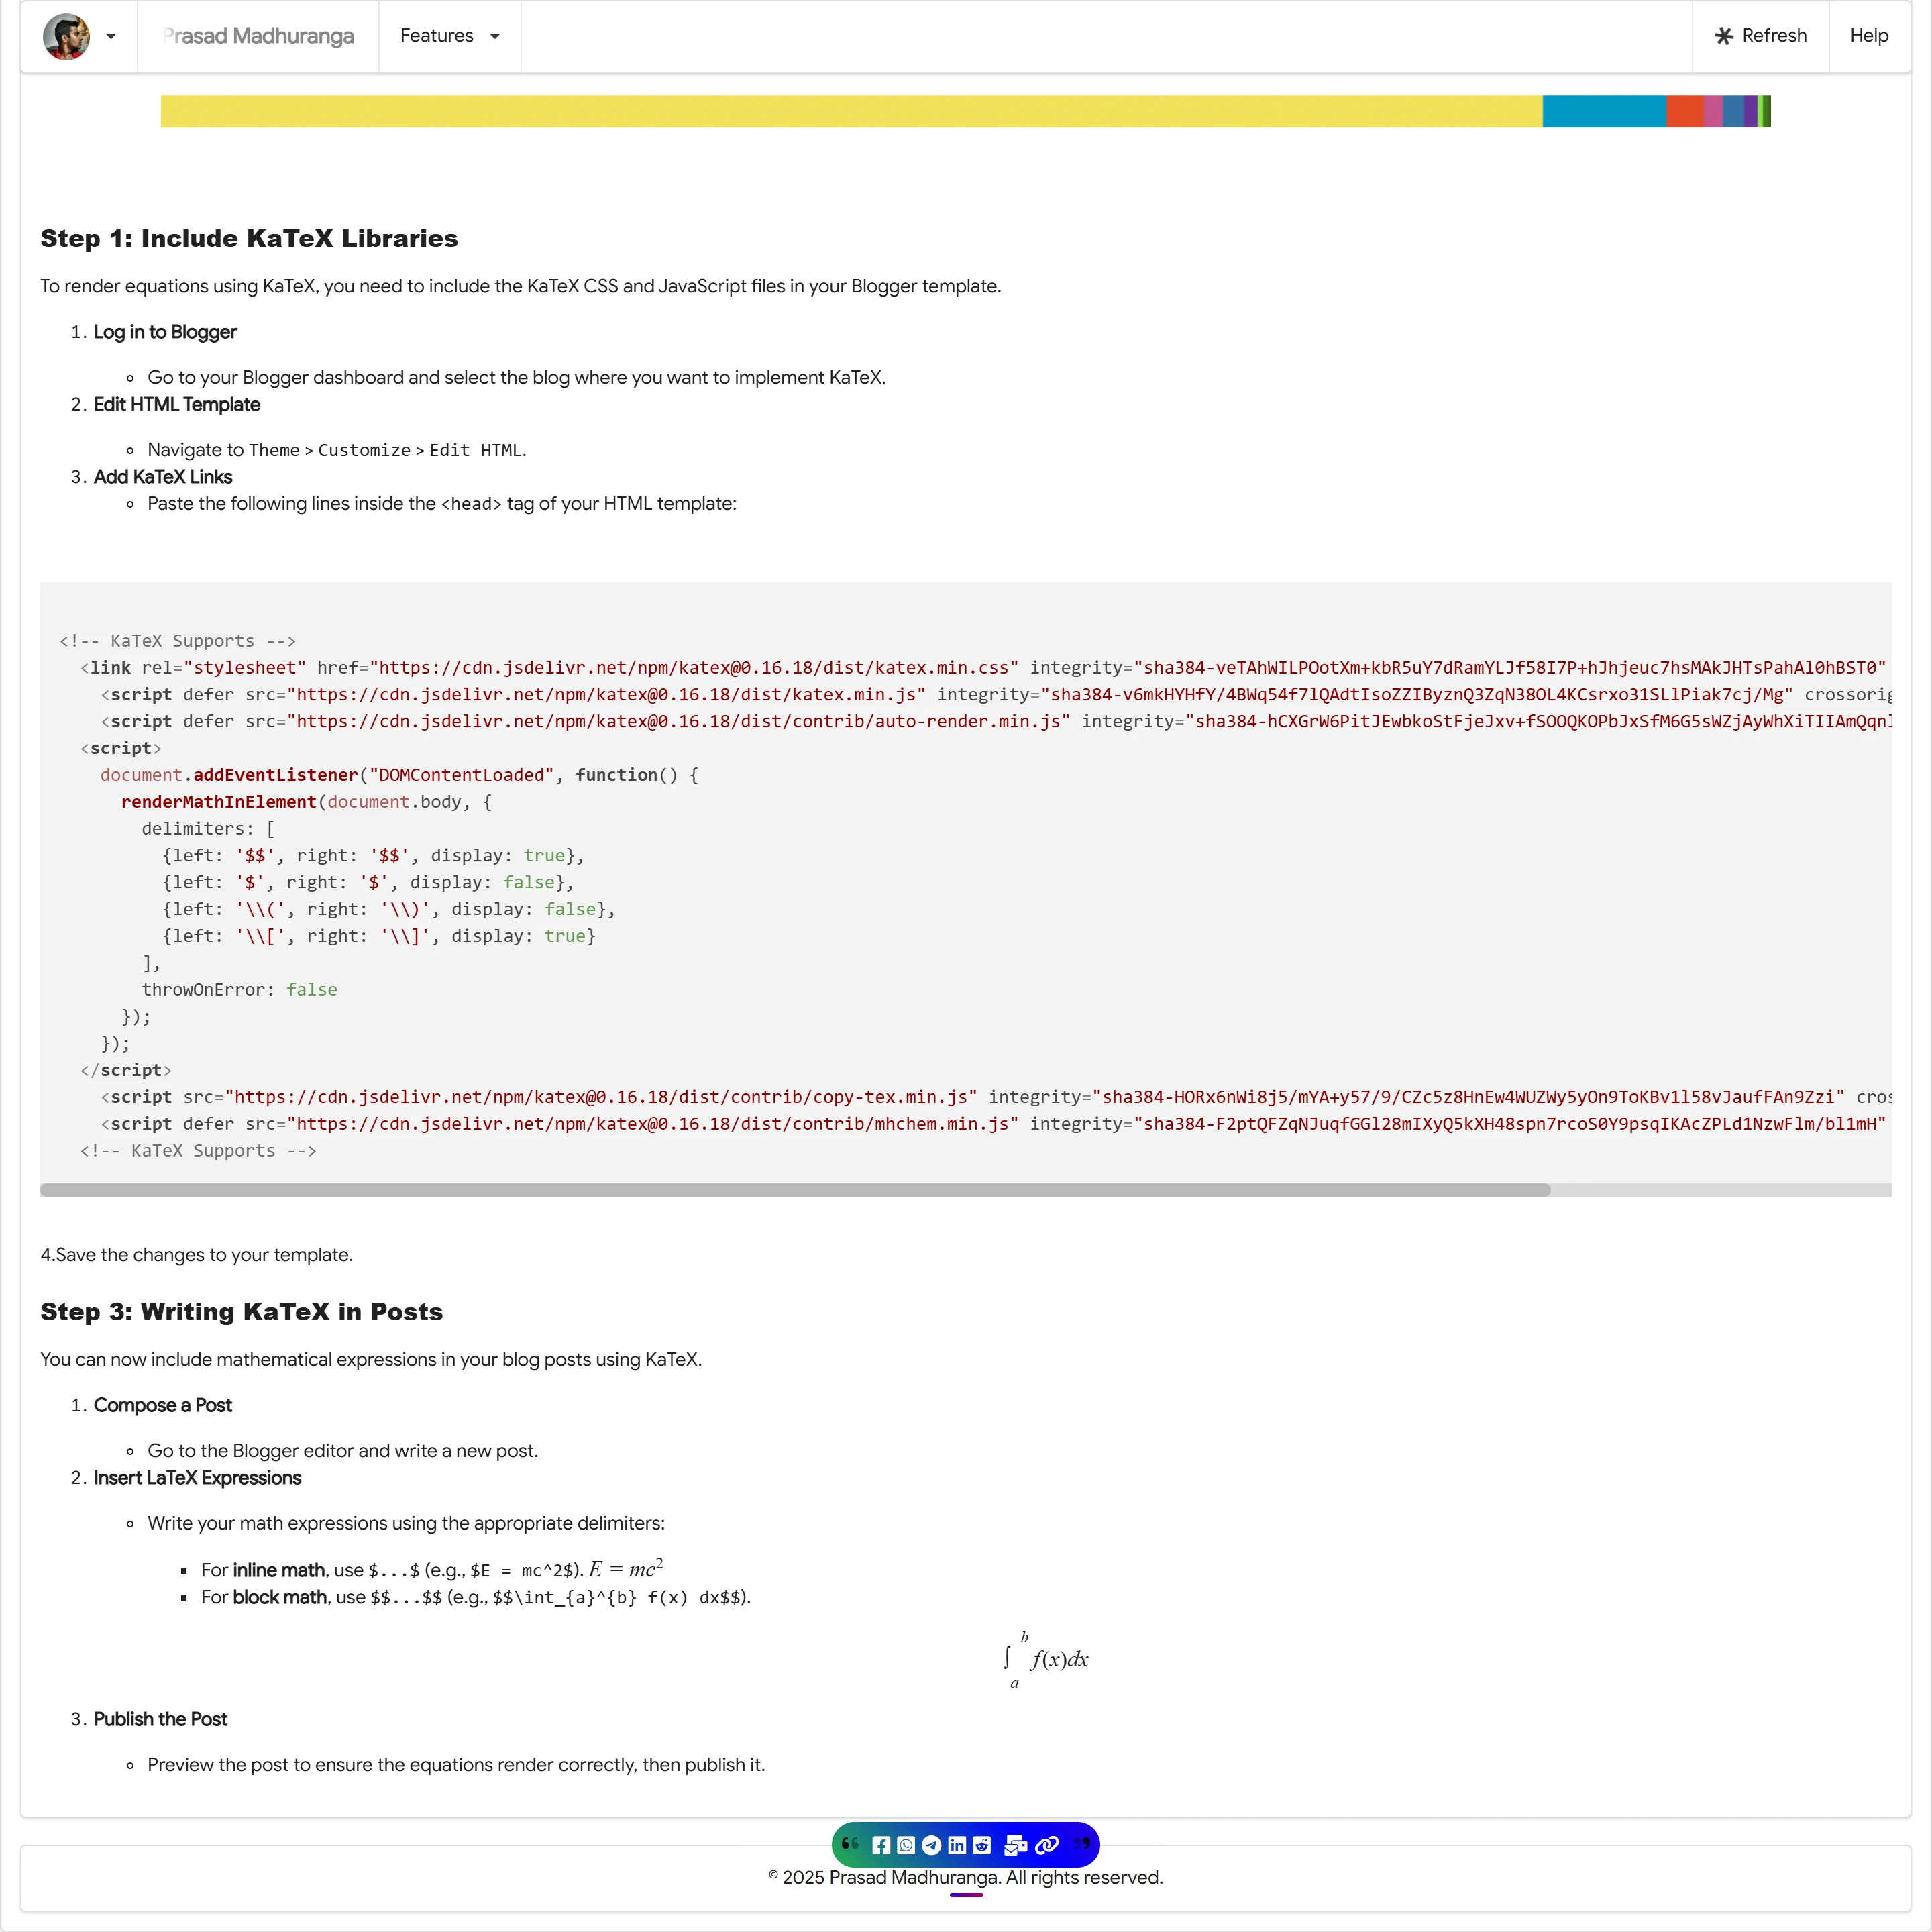 Prasad Madhuranga
Features
Refresh
Help
Step 1: Include KaTeX Libraries
To render equations using KaTeX, you need to include the KaTeX CSS and JavaScript files in your Blogger template.
1. Log in to Blogger
Go to your Blogger dashboard and select the blog where you want to implement KaTeX.
2. Edit HTML Template
Navigate to Theme > Customize > Edit HTML.
3. Add KaTeX Links
Paste the following lines inside the <head> tag of your HTML template:
<!-- KaTeX Supports -->
<link rel="stylesheet" href="https://cdn.jsdelivr.net/npm/katex@0.16.18/dist/katex.min.css" integrity="sha384-veTAhWILPOotXm+kbR5uY7dRamYLJf58I7P+hJhjeuc7hsMAkJHTsPahAl0hBST0"
<script defer src="https://cdn.jsdelivr.net/npm/katex@0.16.18/dist/katex.min.js" integrity="sha384-v6mkHYHfY/4BWq54f7lQAdtIsoZZIByznQ3ZqN38OL4KCsrxo31SLlPiak7cj/Mg" crossorig
<script defer src="https://cdn.jsdelivr.net/npm/katex@0.16.18/dist/contrib/auto-render.min.js" integrity="sha384-hCXGrW6PitJEwbkoStFjeJxv+fSOOQKOPbJxSfM6G5sWZjAyWhXiTIIAmQqnl
<script>
document.addEventListener("DOMContentLoaded", function() {
renderMathInElement(document.body, {
delimiters: [
{left: '$$', right: '$$', display: true},
{left: '$', right: '$', display: false},
{left: '\\(', right: '\\)', display: false},
{left: '\\[', right: '\\]', display: true}
],
throwOnError: false
});
});
</script>
<script src="https://cdn.jsdelivr.net/npm/katex@0.16.18/dist/contrib/copy-tex.min.js" integrity="sha384-HORx6nWi8j5/mYA+y57/9/CZc5z8HnEw4WUZWy5yOn9ToKBv1l58vJaufFAn9Zzi" cros
<script defer src="https://cdn.jsdelivr.net/npm/katex@0.16.18/dist/contrib/mhchem.min.js" integrity="sha384-F2ptQFZqNJuqfGGl28mIXyQ5kXH48spn7rcoS0Y9psqIKAcZPLd1NzwFlm/bl1mH"
<!-- KaTeX Supports -->
4.Save the changes to your template.
Step 3: Writing KaTeX in Posts
You can now include mathematical expressions in your blog posts using KaTeX.
1. Compose a Post
Go to the Blogger editor and write a new post.
2. Insert LaTeX Expressions
Write your math expressions using the appropriate delimiters:
For inline math, use $...$ (e.g., $E = mc^2$). E = mc²
For block math, use $$...$$ (e.g., $$\int_{a}^{b} f(x) dx$$).
∫ₐᵇ f(x)dx
3. Publish the Post
Preview the post to ensure the equations render correctly, then publish it.
© 2025 Prasad Madhuranga. All rights reserved.